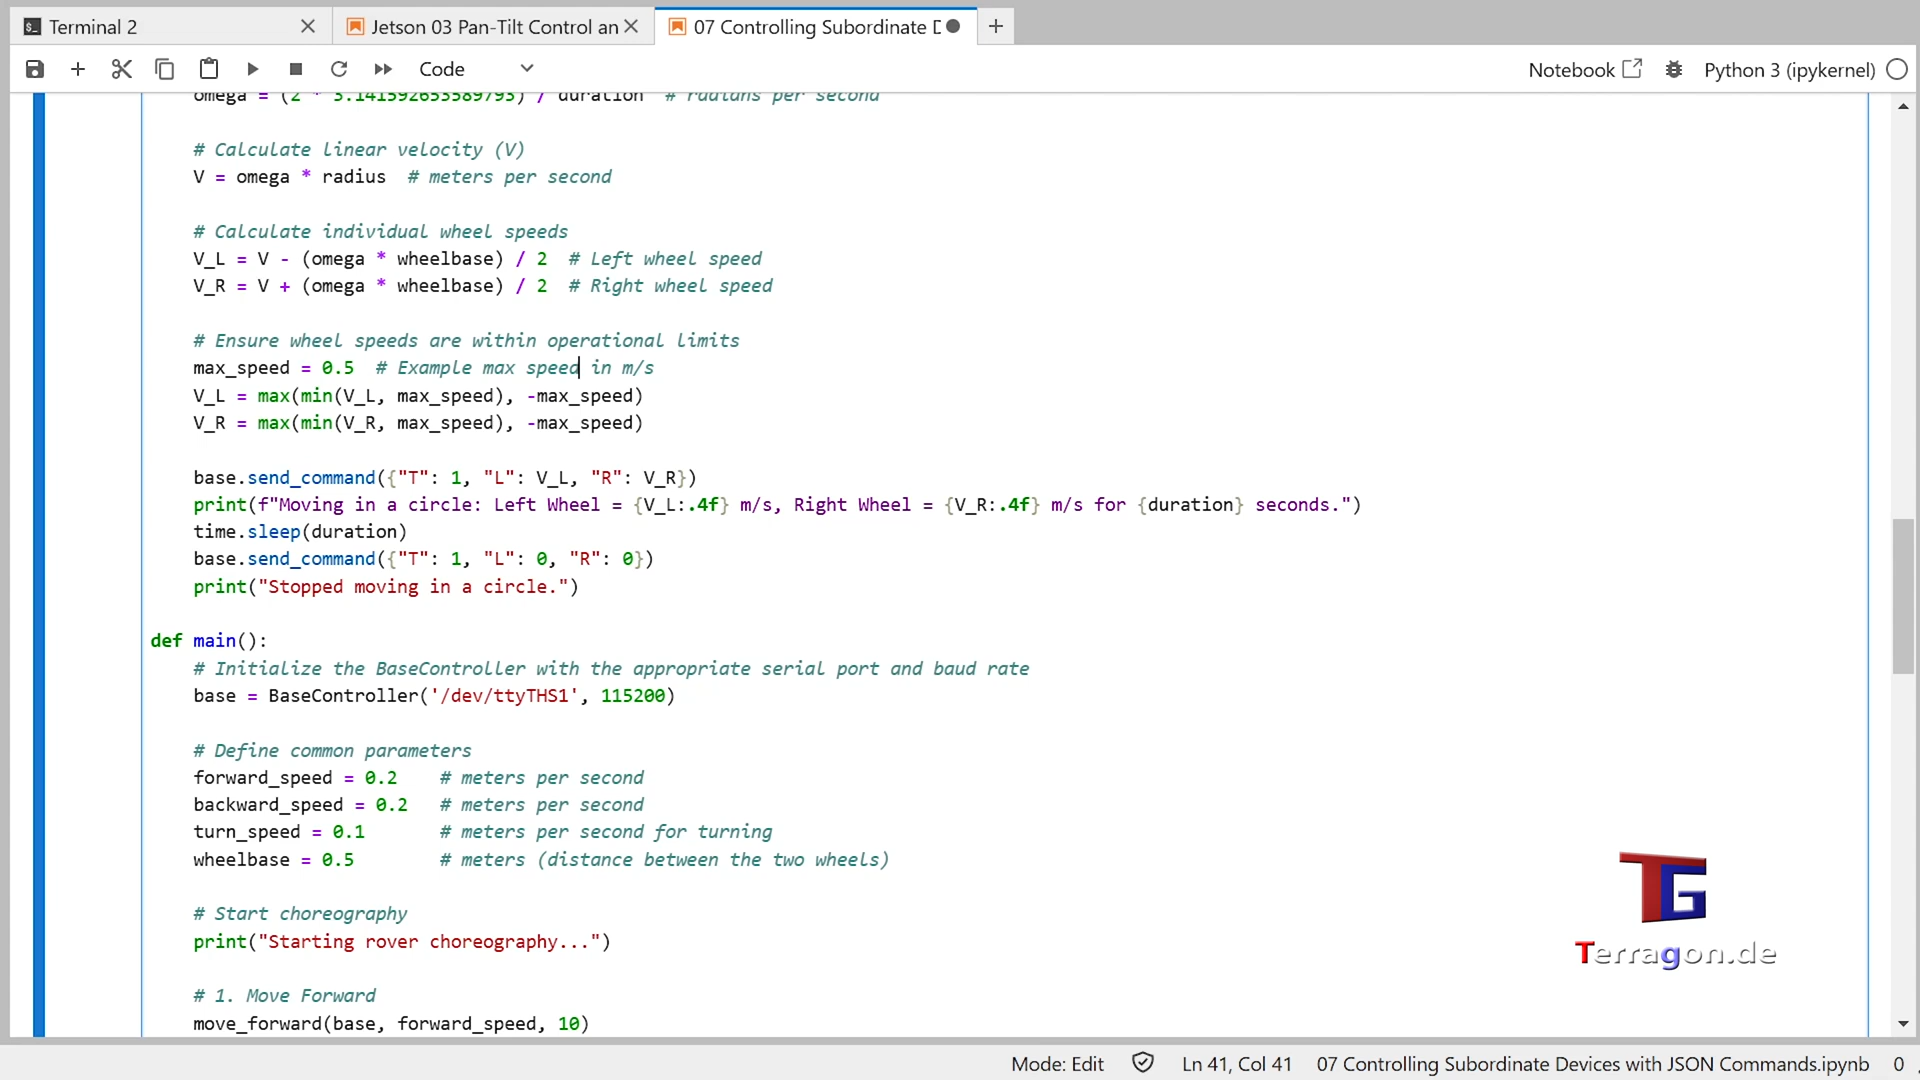 Terminal 2
Jetson 03 Pan-Tilt Control an
07 Controlling Subordinate D
Code
Notebook
Python 3 (ipykernel)
omega = (2 * 3.141592653589793) / duration  # radians per second
# Calculate linear velocity (V)
V = omega * radius  # meters per second
# Calculate individual wheel speeds
V_L = V - (omega * wheelbase) / 2  # Left wheel speed
V_R = V + (omega * wheelbase) / 2  # Right wheel speed
# Ensure wheel speeds are within operational limits
max_speed = 0.5  # Example max speed in m/s
V_L = max(min(V_L, max_speed), -max_speed)
V_R = max(min(V_R, max_speed), -max_speed)
base.send_command({"T": 1, "L": V_L, "R": V_R})
print(f"Moving in a circle: Left Wheel = {V_L:.4f} m/s, Right Wheel = {V_R:.4f} m/s for {duration} seconds.")
time.sleep(duration)
base.send_command({"T": 1, "L": 0, "R": 0})
print("Stopped moving in a circle.")
def main():
# Initialize the BaseController with the appropriate serial port and baud rate
base = BaseController('/dev/ttyTHS1', 115200)
# Define common parameters
forward_speed = 0.2    # meters per second
backward_speed = 0.2   # meters per second
turn_speed = 0.1       # meters per second for turning
wheelbase = 0.5        # meters (distance between the two wheels)
# Start choreography
print("Starting rover choreography...")
# 1. Move Forward
move_forward(base, forward_speed, 10)
TG
Terragon.de
Mode: Edit
Ln 41, Col 41
07 Controlling Subordinate Devices with JSON Commands.ipynb
0